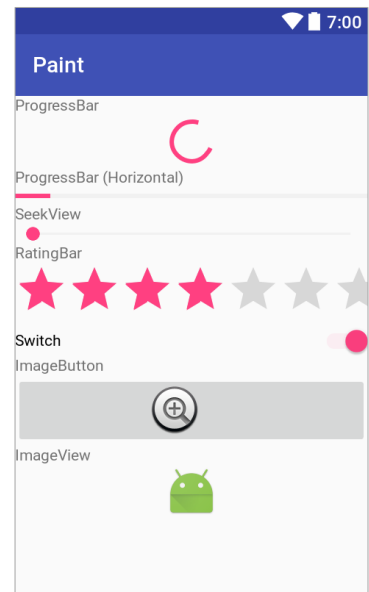 7:00
Paint
ProgressBar
ProgressBar (Horizontal)
SeekView
RatingBar
Switch
ImageButton
ImageView